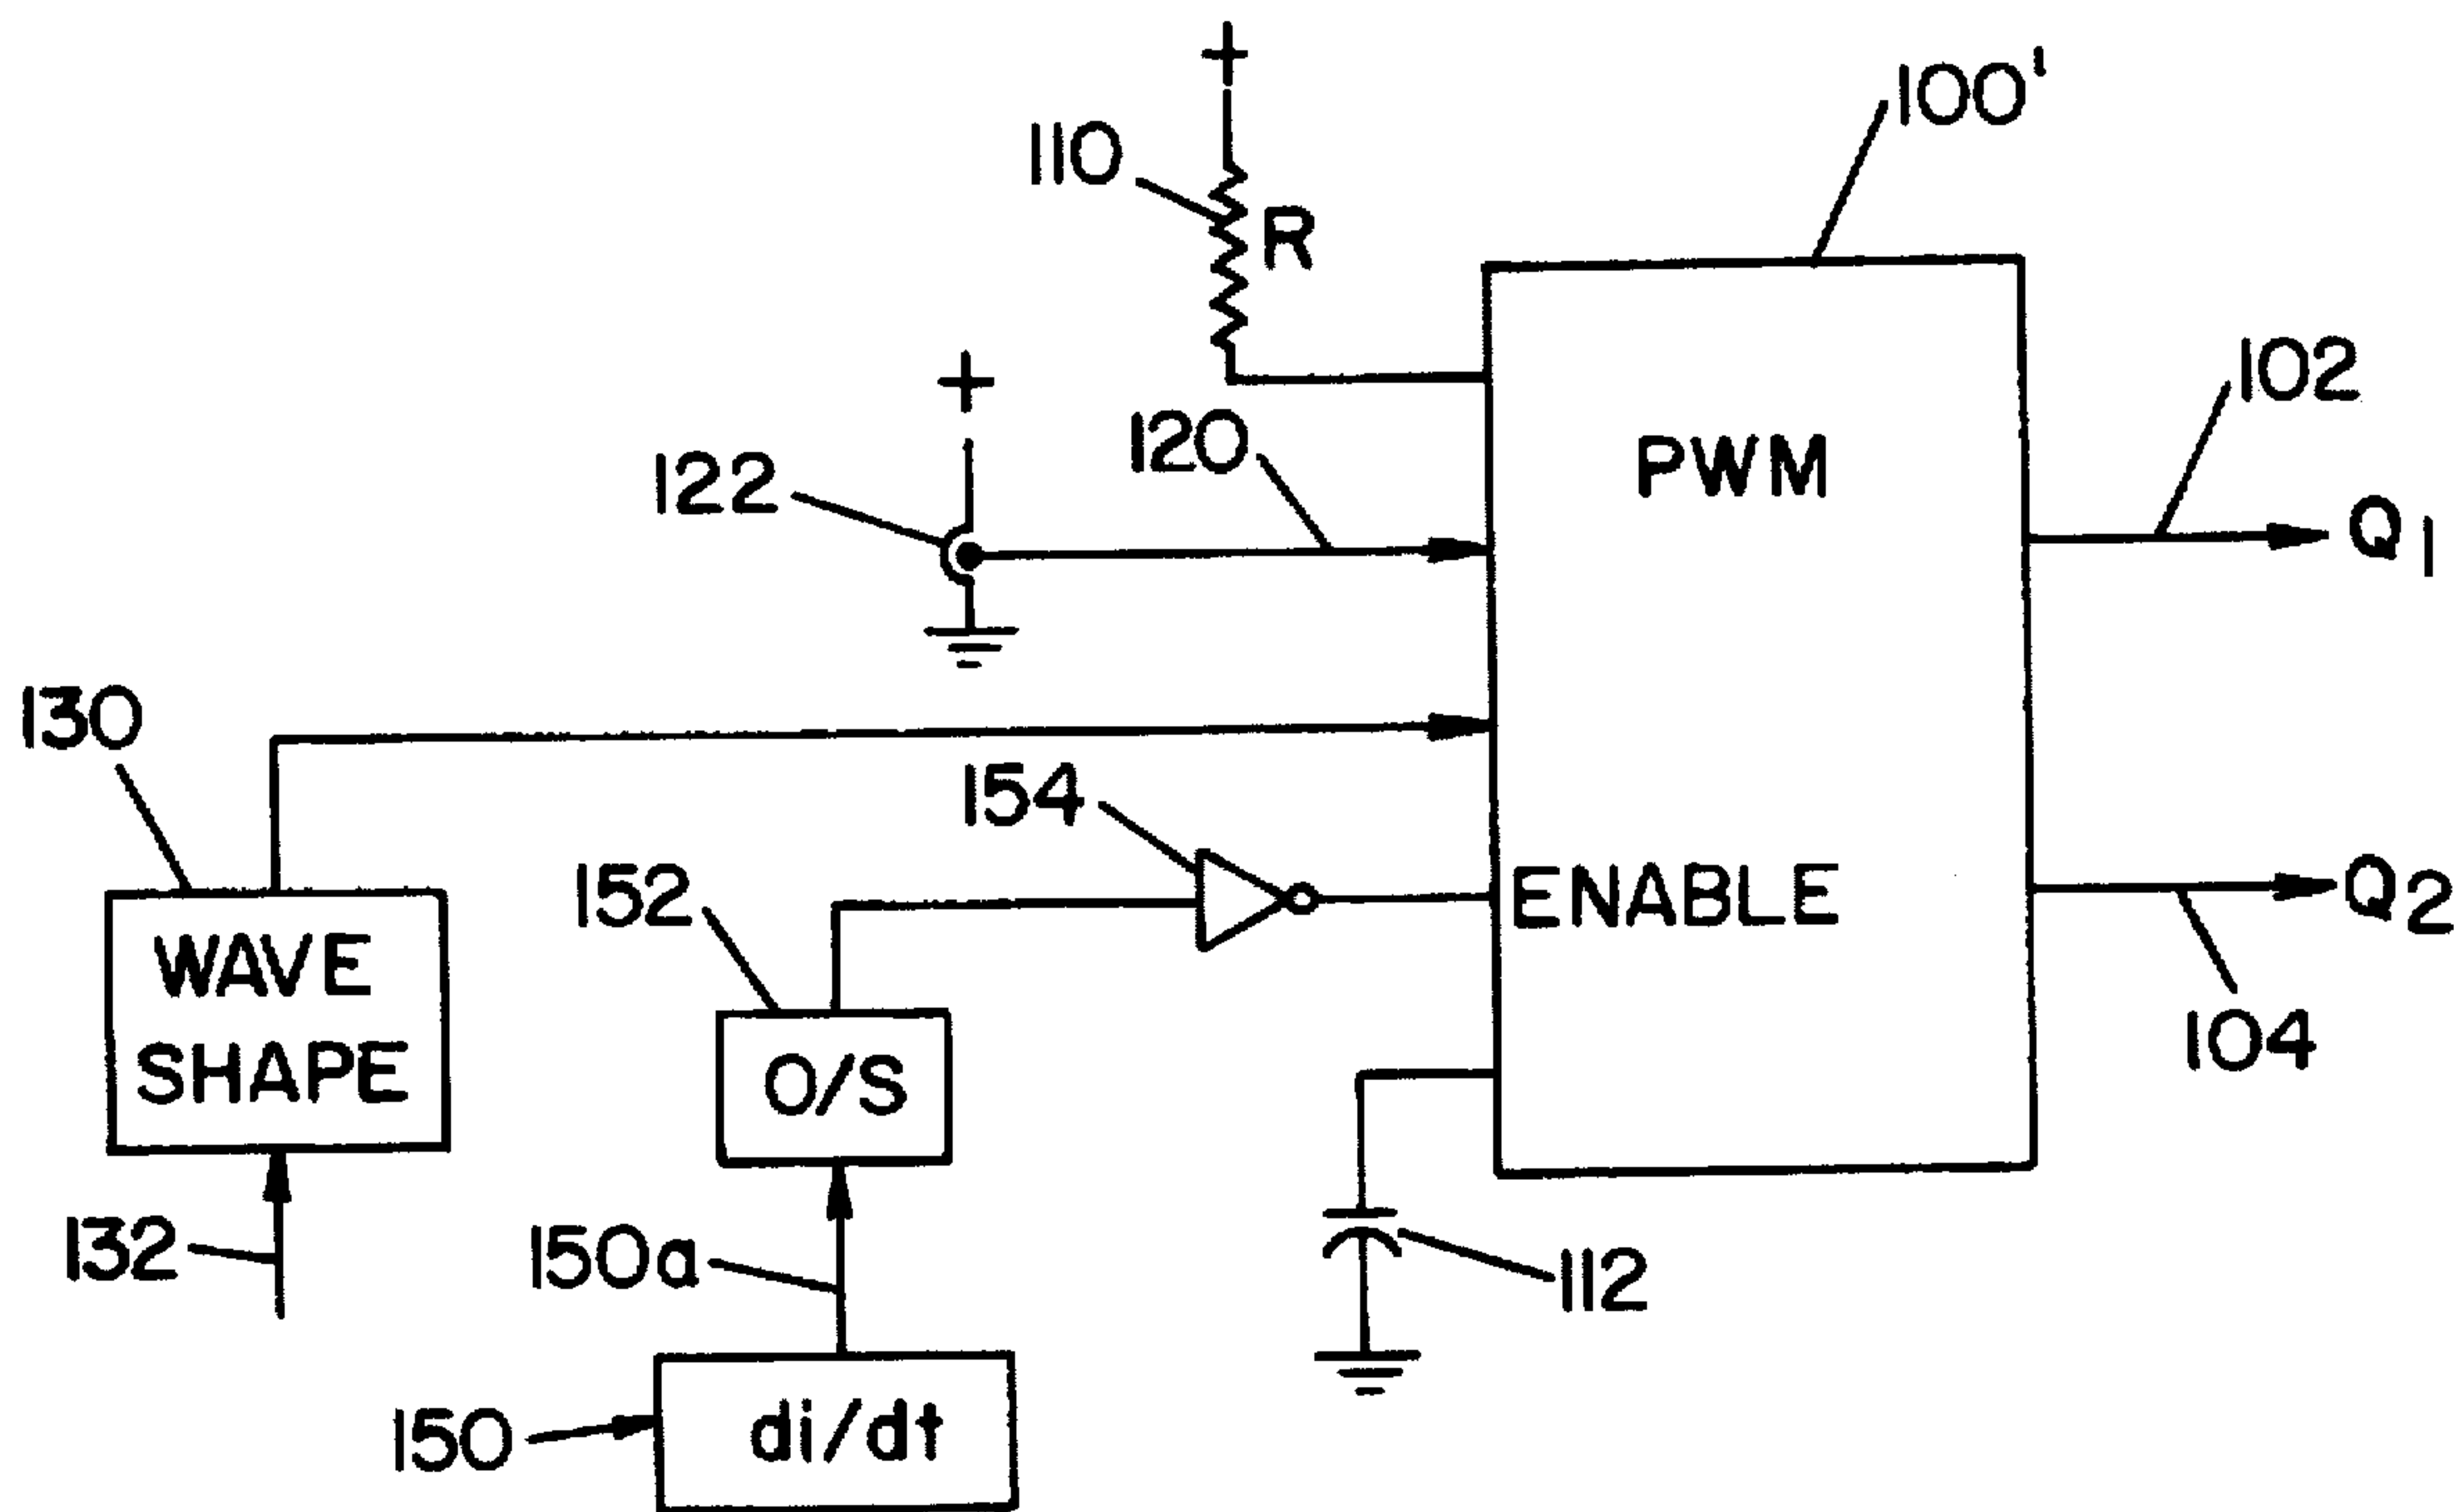 +
100'
110
R
+
102
120
122
PWM
Q1
130
154
152
ENABLE
Q2
WAVE
SHAPE
O/S
104
132
150a
112
150
di/dt